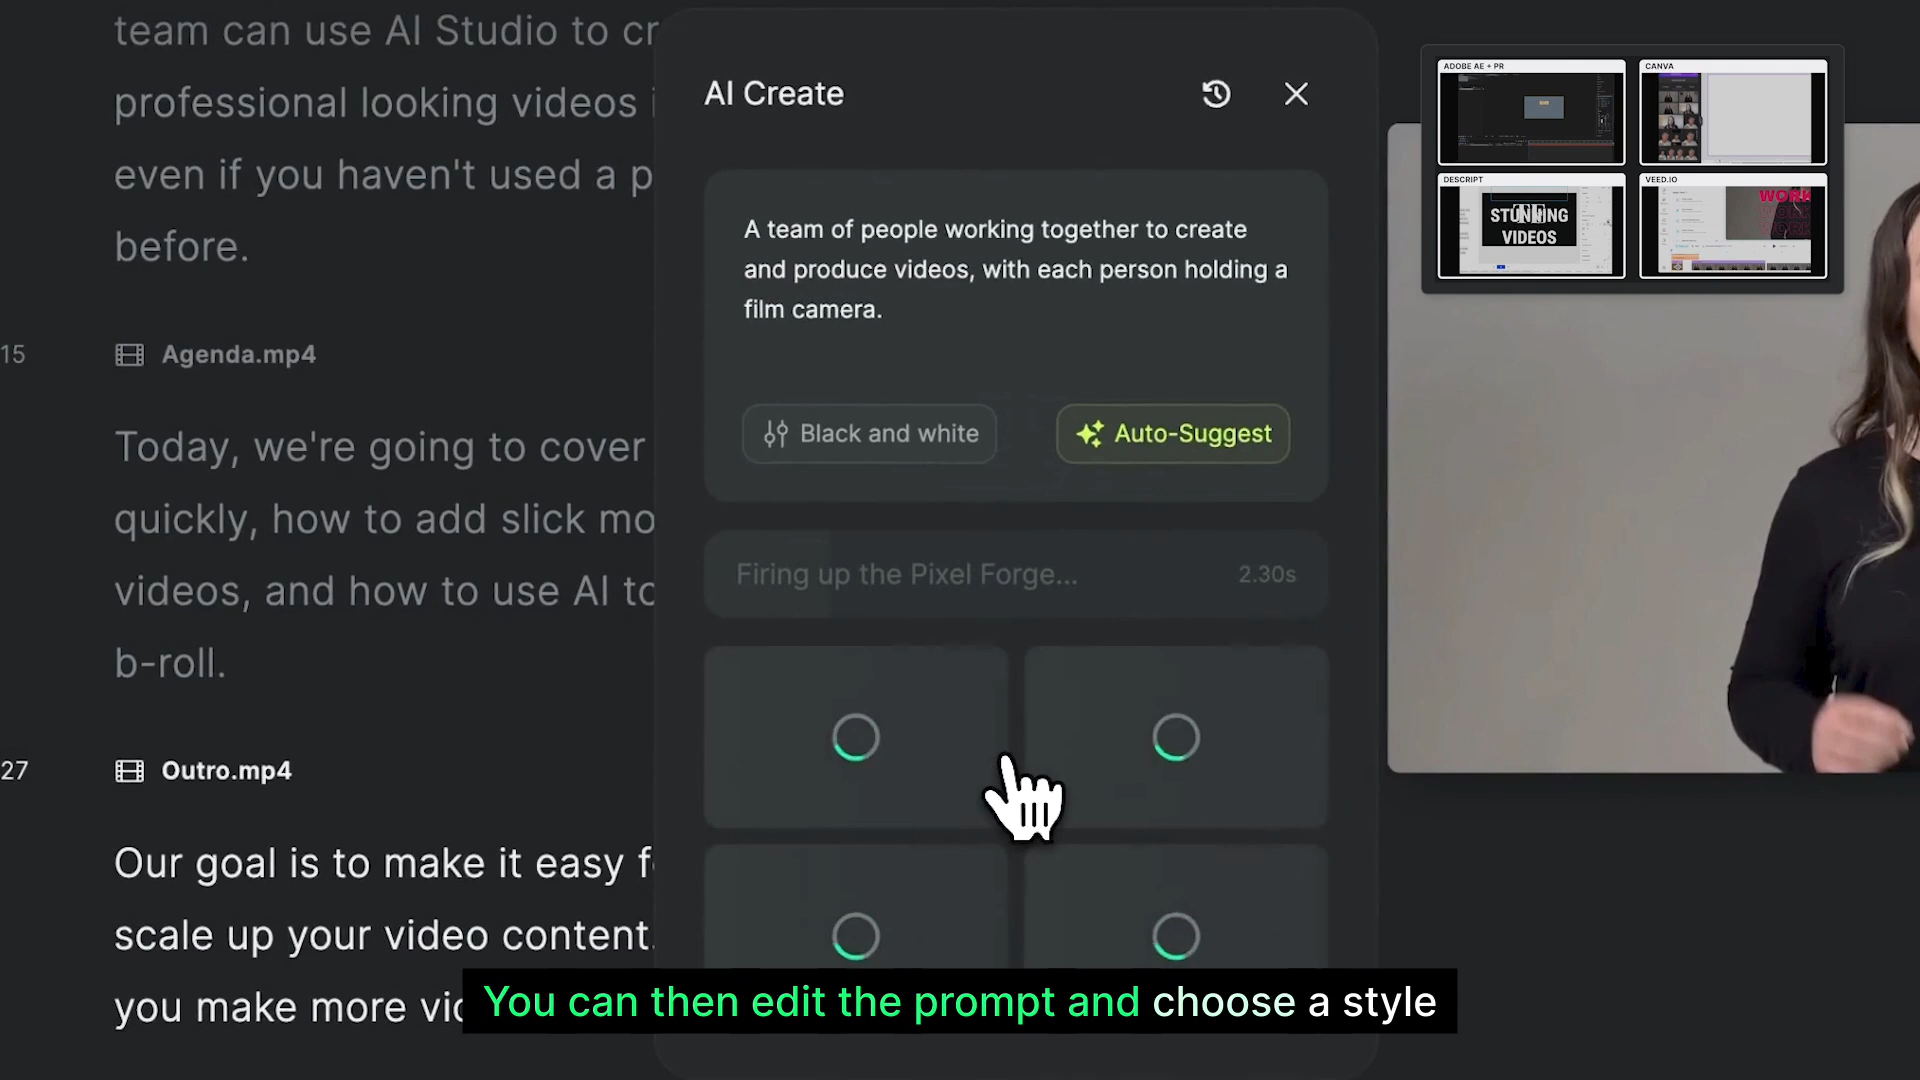 team can use AI Studio to cr
professional looking videos i
even if you haven't used a p
before.
15
Agenda.mp4
Today, we're going to cover
quickly, how to add slick mo
videos, and how to use AI to
b-roll.
27
Outro.mp4
Our goal is to make it easy f
scale up your video content.
you make more vid
AI Create
A team of people working together to create
and produce videos, with each person holding a
film camera.
Black and white
Auto-Suggest
Firing up the Pixel Forge...
2.30s
ADOBE AE + PR
CANVA
DESCRIPT
VEED.IO
VIDEOS
WORK
You can then edit the prompt and choose a style